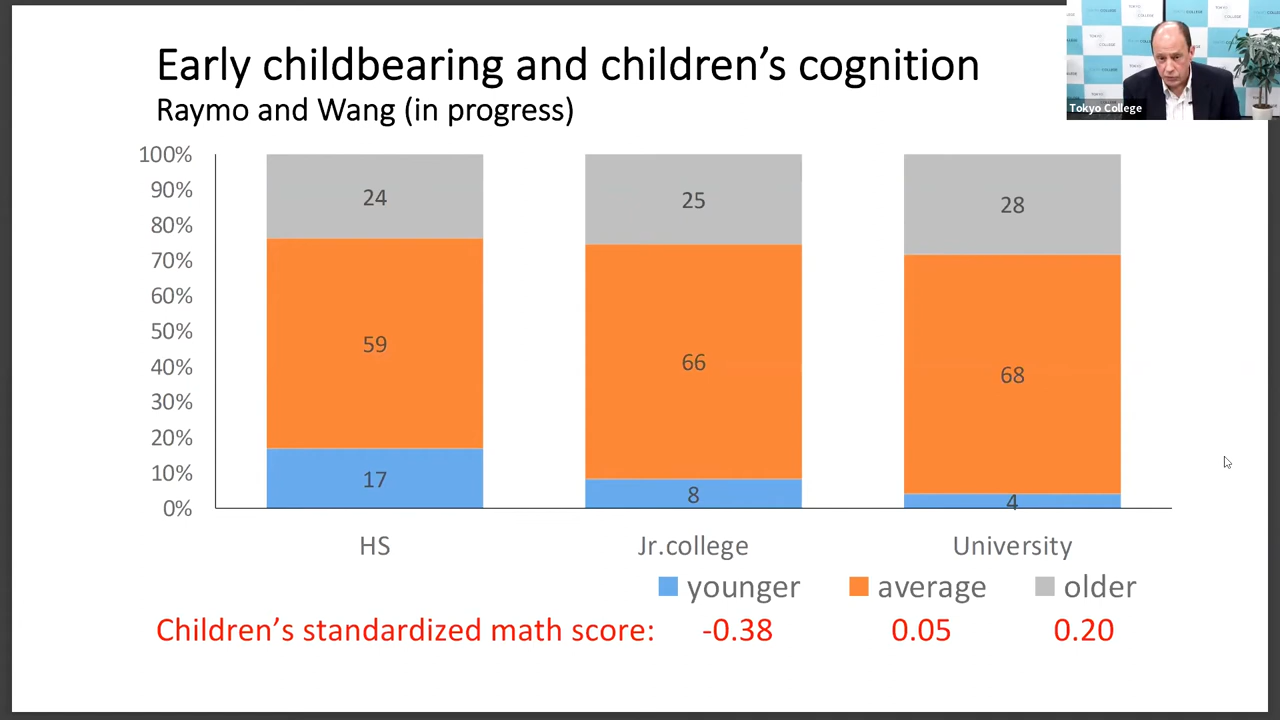 Early childbearing and children's cognition
Raymo and Wang (in progress)
Tokyo College
100%
90%
80%
70%
60%
50%
40%
30%
20%
10%
0%
24
59
17
25
66
8
28
68
4
HS
Jr.college
University
younger
average
older
Children's standardized math score: -0.38 0.05 0.20